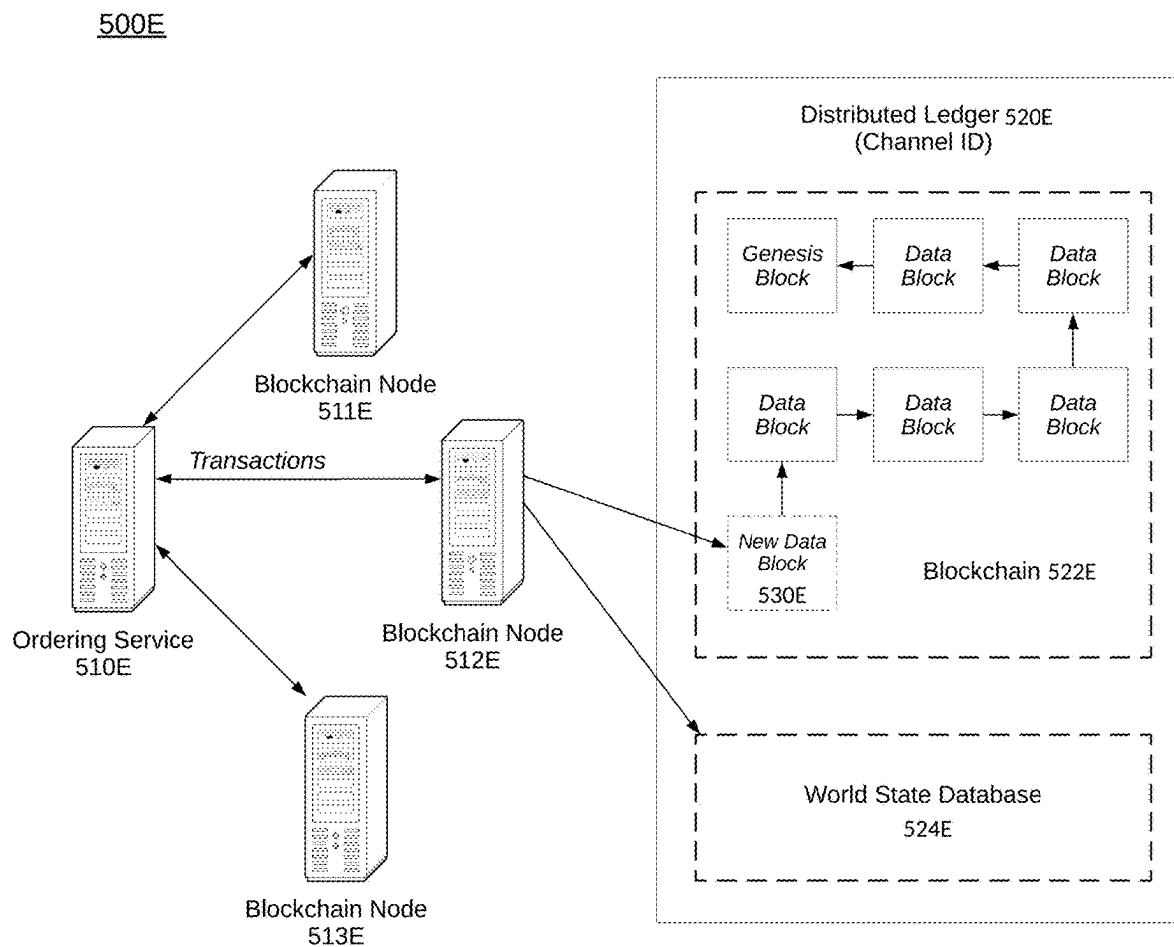 500E
Distributed Ledger 520E
(Channel ID)
Genesis
Block
Data
Block
Data
Block
Blockchain Node
511E
Data
Block
Data
Block
Data
Block
Transactions
New Data
Block
530E
Blockchain 522E
Ordering Service
510E
Blockchain Node
512E
World State Database
524E
Blockchain Node
513E